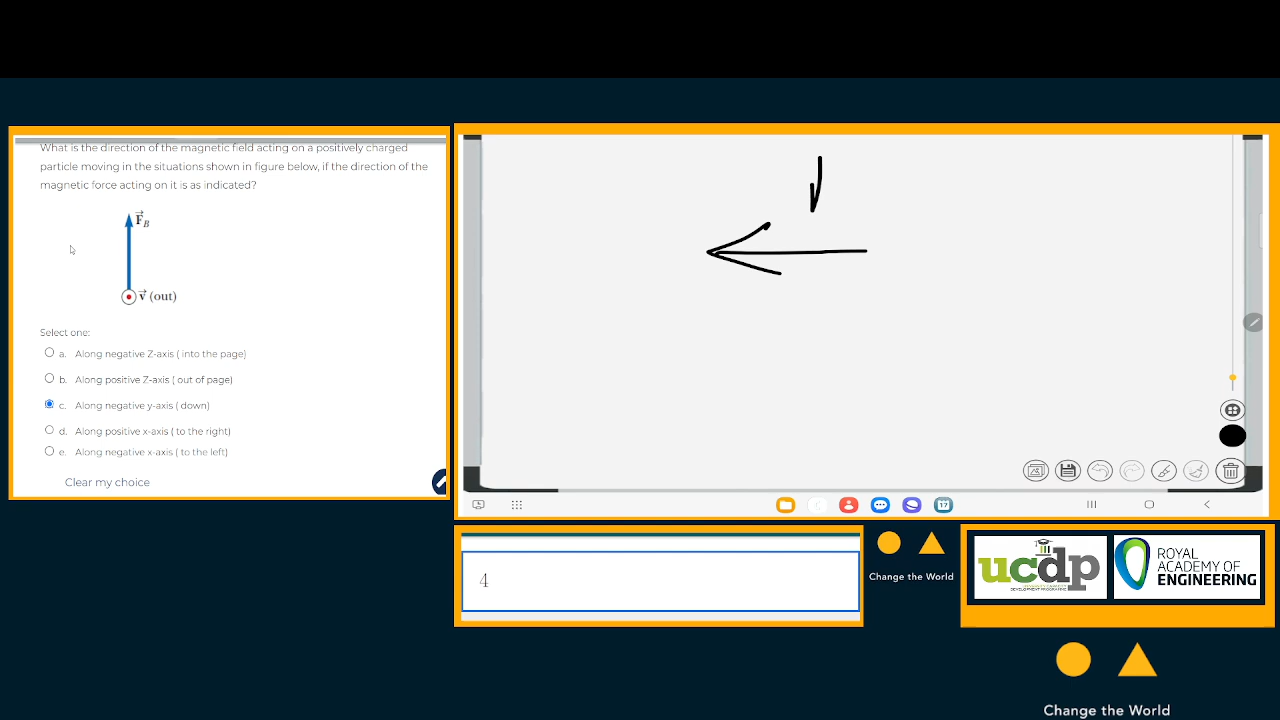 What is the direction of the magnetic field acting on a positively charged
particle moving in the situations shown in figure below, if the direction of the
magnetic force acting on it is as indicated?
F⃗_B
v⃗ (out)
Select one:
a. Along negative Z-axis ( into the page)
b. Along positive Z-axis ( out of page)
c. Along negative y-axis ( down)
d. Along positive x-axis ( to the right)
e. Along negative x-axis ( to the left)
Clear my choice
17
4
Change the World
ucdp
ROYAL
ACADEMY OF
ENGINEERING
Change the World